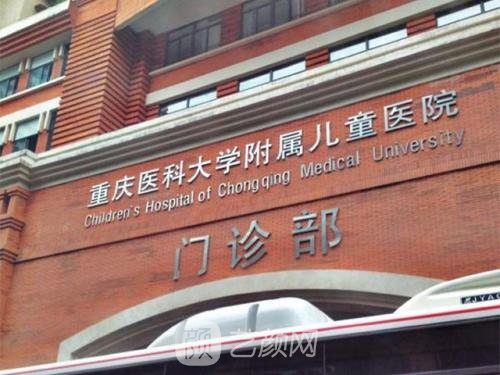 重庆医科大学附属儿童医院
Children's Hospital of Chongqing Medical University
门诊部
颜 艺颜网